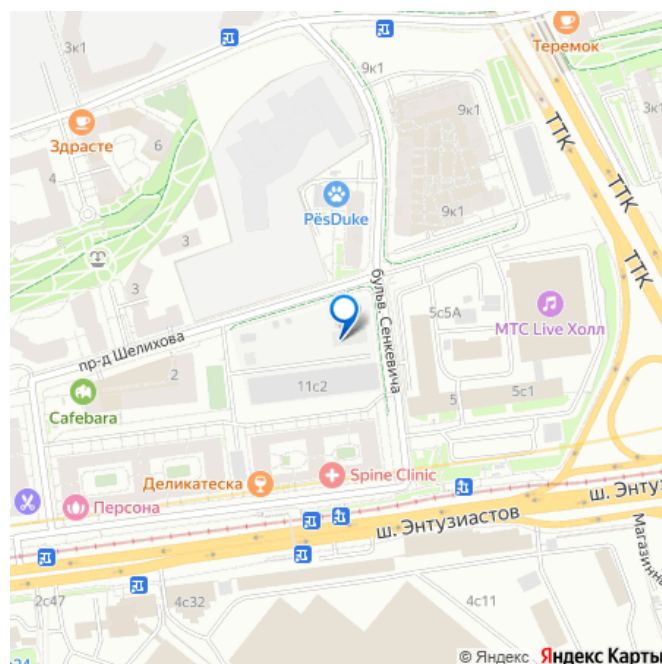 3к1
Теремок
9к1
9к1
3к1
Здрасте
6
4
ТТК
ТТК
ТТК
PёsDuke
9к1
3
3
бульв. Сенкевича
5с5А
МТС Live Холл
пр-д Шелихова
2
11с2
5
5с1
Cafebara
Деликатеска
Spine Clinic
Персона
ш. Энтузиастов
ш. Энту
Магазинна
2с47
4с32
4с11
© Яндекс Яндекс Карты